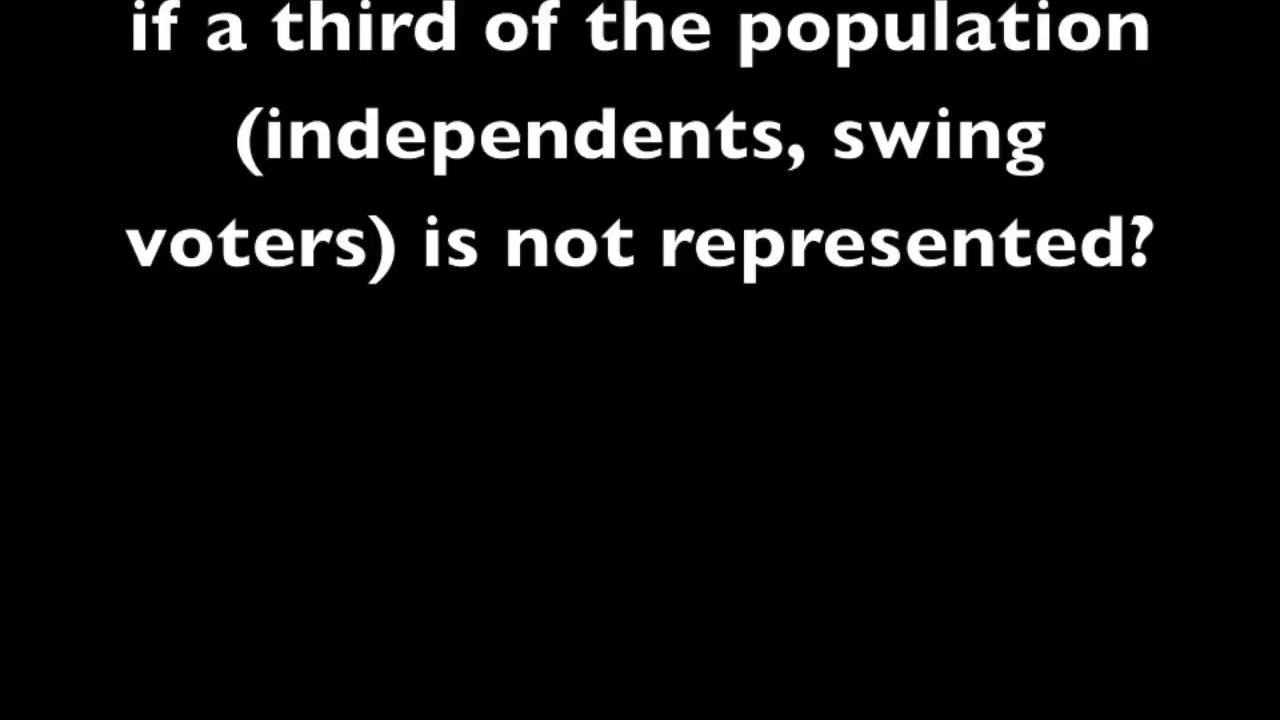 if a third of the population
(independents, swing
voters) is not represented?